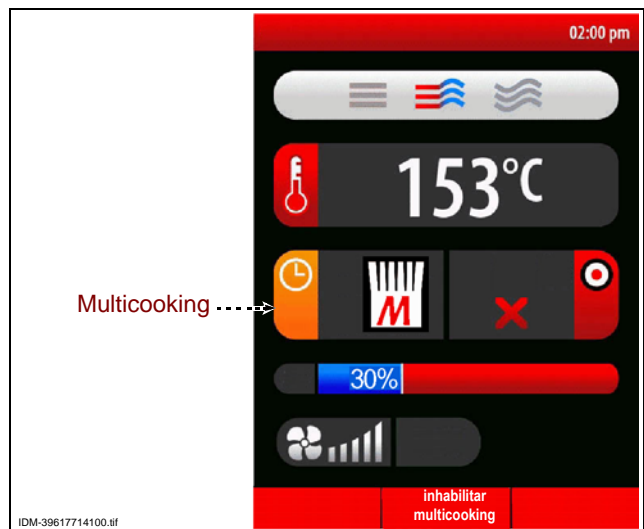 02:00 pm
153°C
Multicooking
M
30%
inhabilitar
multicooking
IDM-39617714100.tif